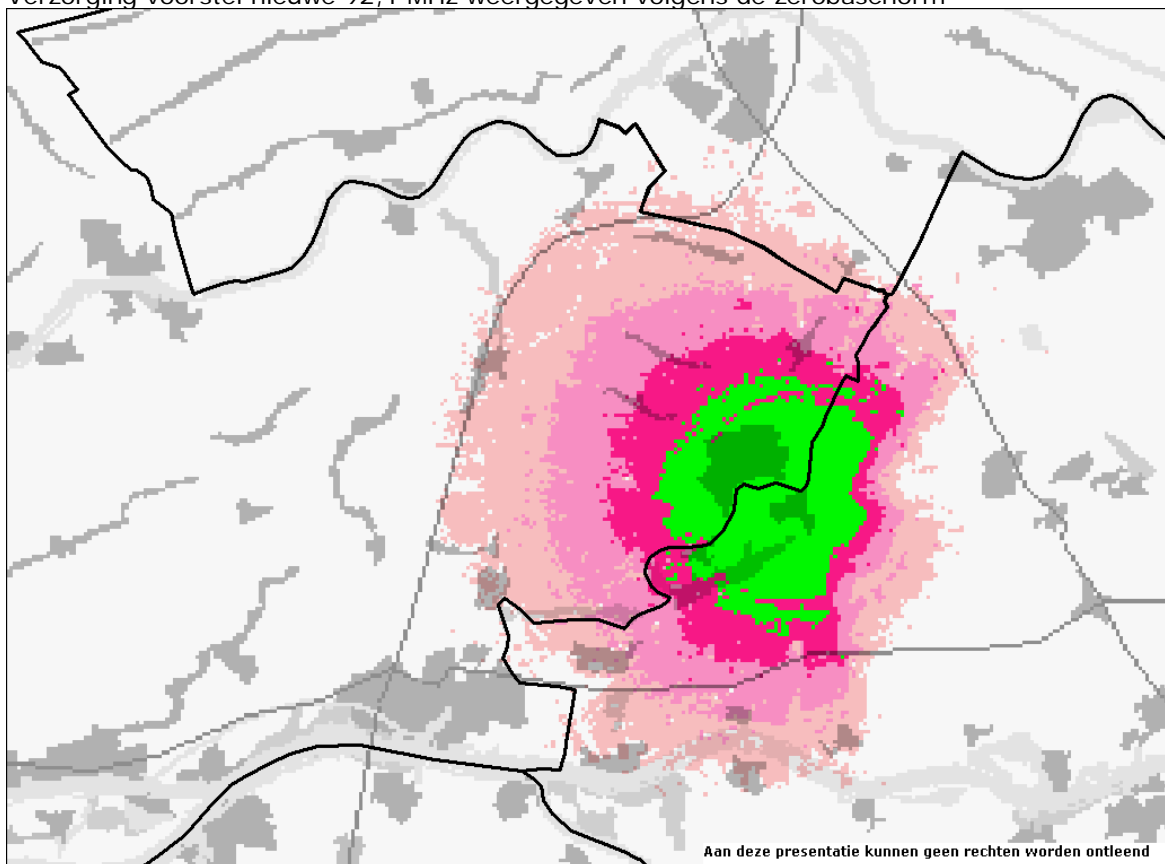 Verzorging voorstel nieuwe 92,1 MHz weergegeven volgens de zerobasenorm
Aan deze presentatie kunnen geen rechten worden ontleend